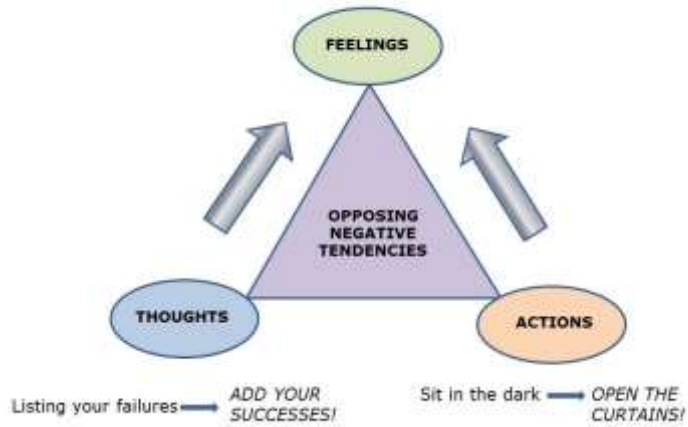 FEELINGS
OPPOSING
NEGATIVE
TENDENCIES
THOUGHTS
ACTIONS
Listing your failures
ADD YOUR
SUCCESSES!
Sit in the dark
OPEN THE
CURTAINS!